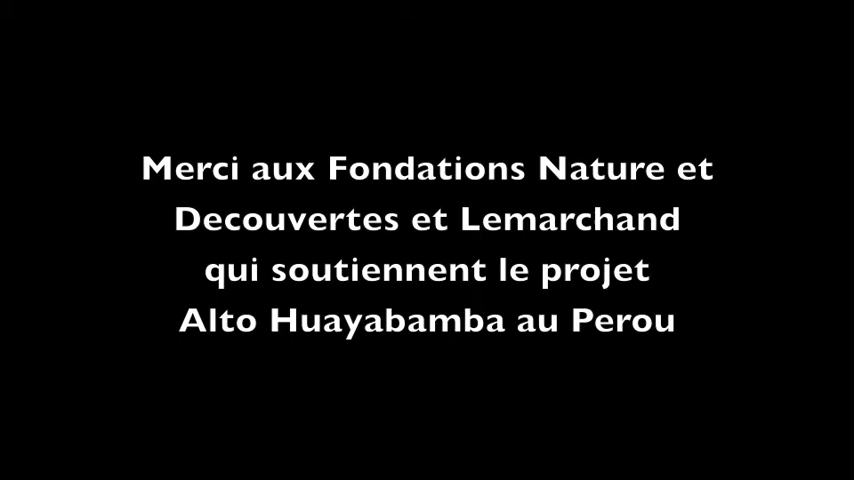 Merci aux Fondations Nature et
Decouvertes et Lemarchand
qui soutiennent le projet
Alto Huayabamba au Perou